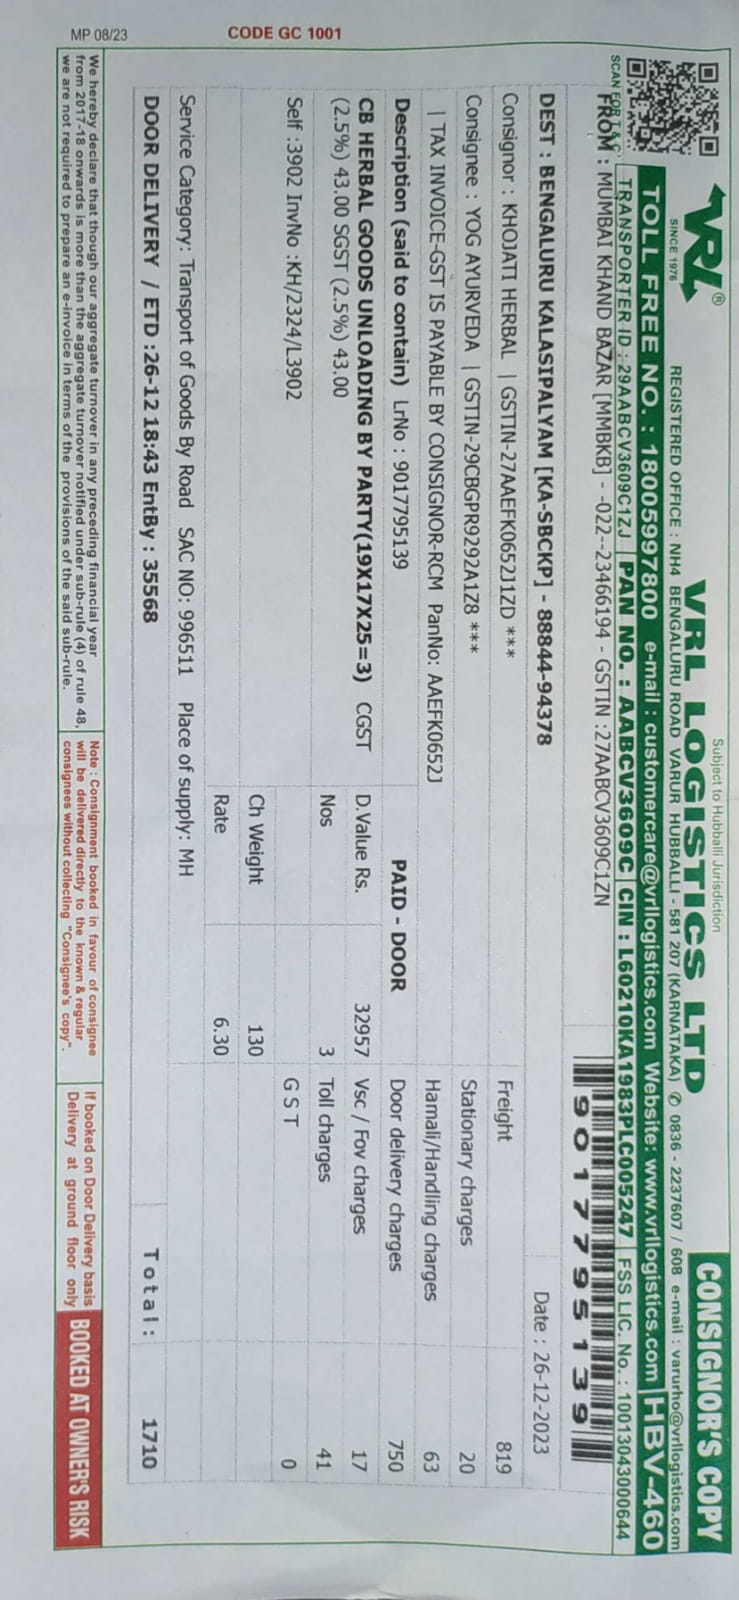 Subject to Hubballi Jurisdiction
CONSIGNOR'S COPY
VRL ®
SINCE 1976
VRL LOGISTICS LTD
REGISTERED OFFICE : NH4 BENGALURU ROAD VARUR HUBBALLI - 581 207 (KARNATAKA) ✆ 0836 - 2237607 / 608 e-mail : varurho@vrllogistics.com
TOLL FREE NO. : 18005997800 e-mail : customercare@vrllogistics.com Website: www.vrllogistics.com HBV-460
TRANSPORTER ID : 29AABCV3609C1ZJ PAN NO. : AABCV3609C CIN : L60210KA1983PLC005247 FSS LIC. No. : 10013043000644
SCAN FOR T & C
FROM : MUMBAI KHAND BAZAR [MMBKB] - -022--23466194 - GSTIN :27AABCV3609C1ZN
9017795139
DEST : BENGALURU KALASIPALYAM [KA-SBCKP] - 88844-94378
Date : 26-12-2023
Consignor : KHOJATI HERBAL | GSTIN-27AAEFK0652J1ZD ***
Freight 819
Consignee : YOG AYURVEDA | GSTIN-29CBGPR9292A1Z8 ***
Stationary charges 20
| TAX INVOICE-GST IS PAYABLE BY CONSIGNOR-RCM PanNo: AAEFK0652J
Hamali/Handling charges 63
Description (said to contain) LrNo : 9017795139
PAID - DOOR
Door delivery charges 750
CB HERBAL GOODS UNLOADING BY PARTY(19X17X25=3) CGST
D.Value Rs. 32957
Vsc / Fov charges 17
(2.5%) 43.00 SGST (2.5%) 43.00
Nos 3
Toll charges 41
Self :3902 InvNo :KH/2324/L3902
G S T 0
Ch Weight 130
Rate 6.30
Service Category: Transport of Goods By Road SAC NO: 996511 Place of supply: MH
DOOR DELIVERY / ETD :26-12 18:43 EntBy : 35568
Total : 1710
We hereby declare that though our aggregate turnover in any preceding financial year
from 2017-18 onwards is more than the aggregate turnover notified under sub-rule (4) of rule 48,
we are not required to prepare an e-invoice in terms of the provisions of the said sub-rule.
Note : Consignment booked in favour of consignee
will be delivered directly to the known & regular
consignees without collecting "Consignee's copy".
If booked on Door Delivery basis
Delivery at ground floor only
BOOKED AT OWNER'S RISK
MP 08/23
CODE GC 1001